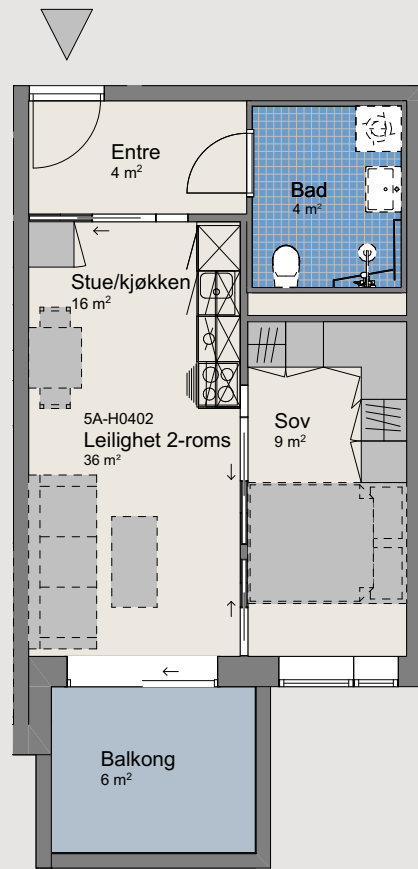 Entre
4 m²
Bad
4 m²
Stue/kjøkken
16 m²
5A-H0402
Leilighet 2-roms
36 m²
Sov
9 m²
Balkong
6 m²